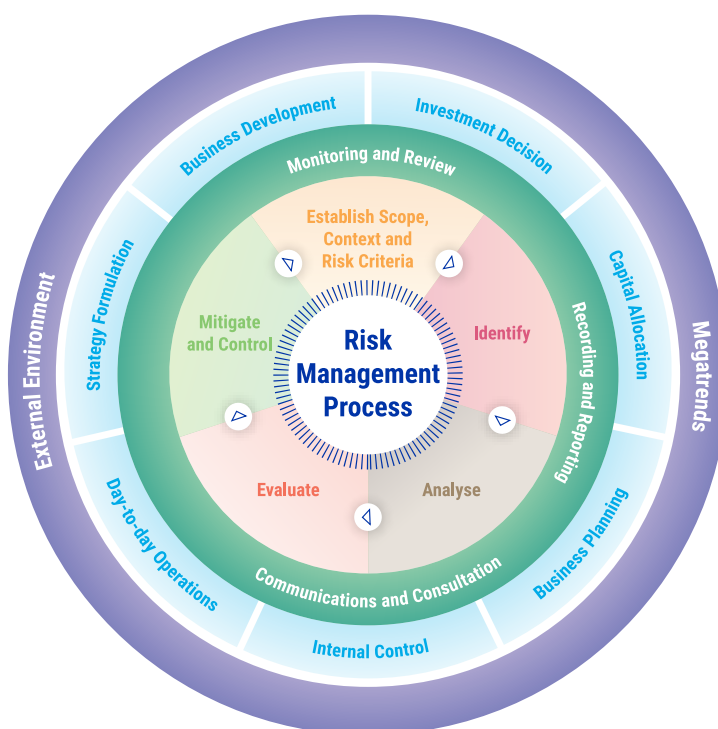 External Environment
Megatrends
Business Development
Investment Decision
Capital Allocation
Business Planning
Internal Control
Day-to-day Operations
Strategy Formulation
Monitoring and Review
Recording and Reporting
Communications and Consultation
Establish Scope,
Context and
Risk Criteria
Identify
Analyse
Evaluate
Mitigate
and Control
Risk
Management
Process